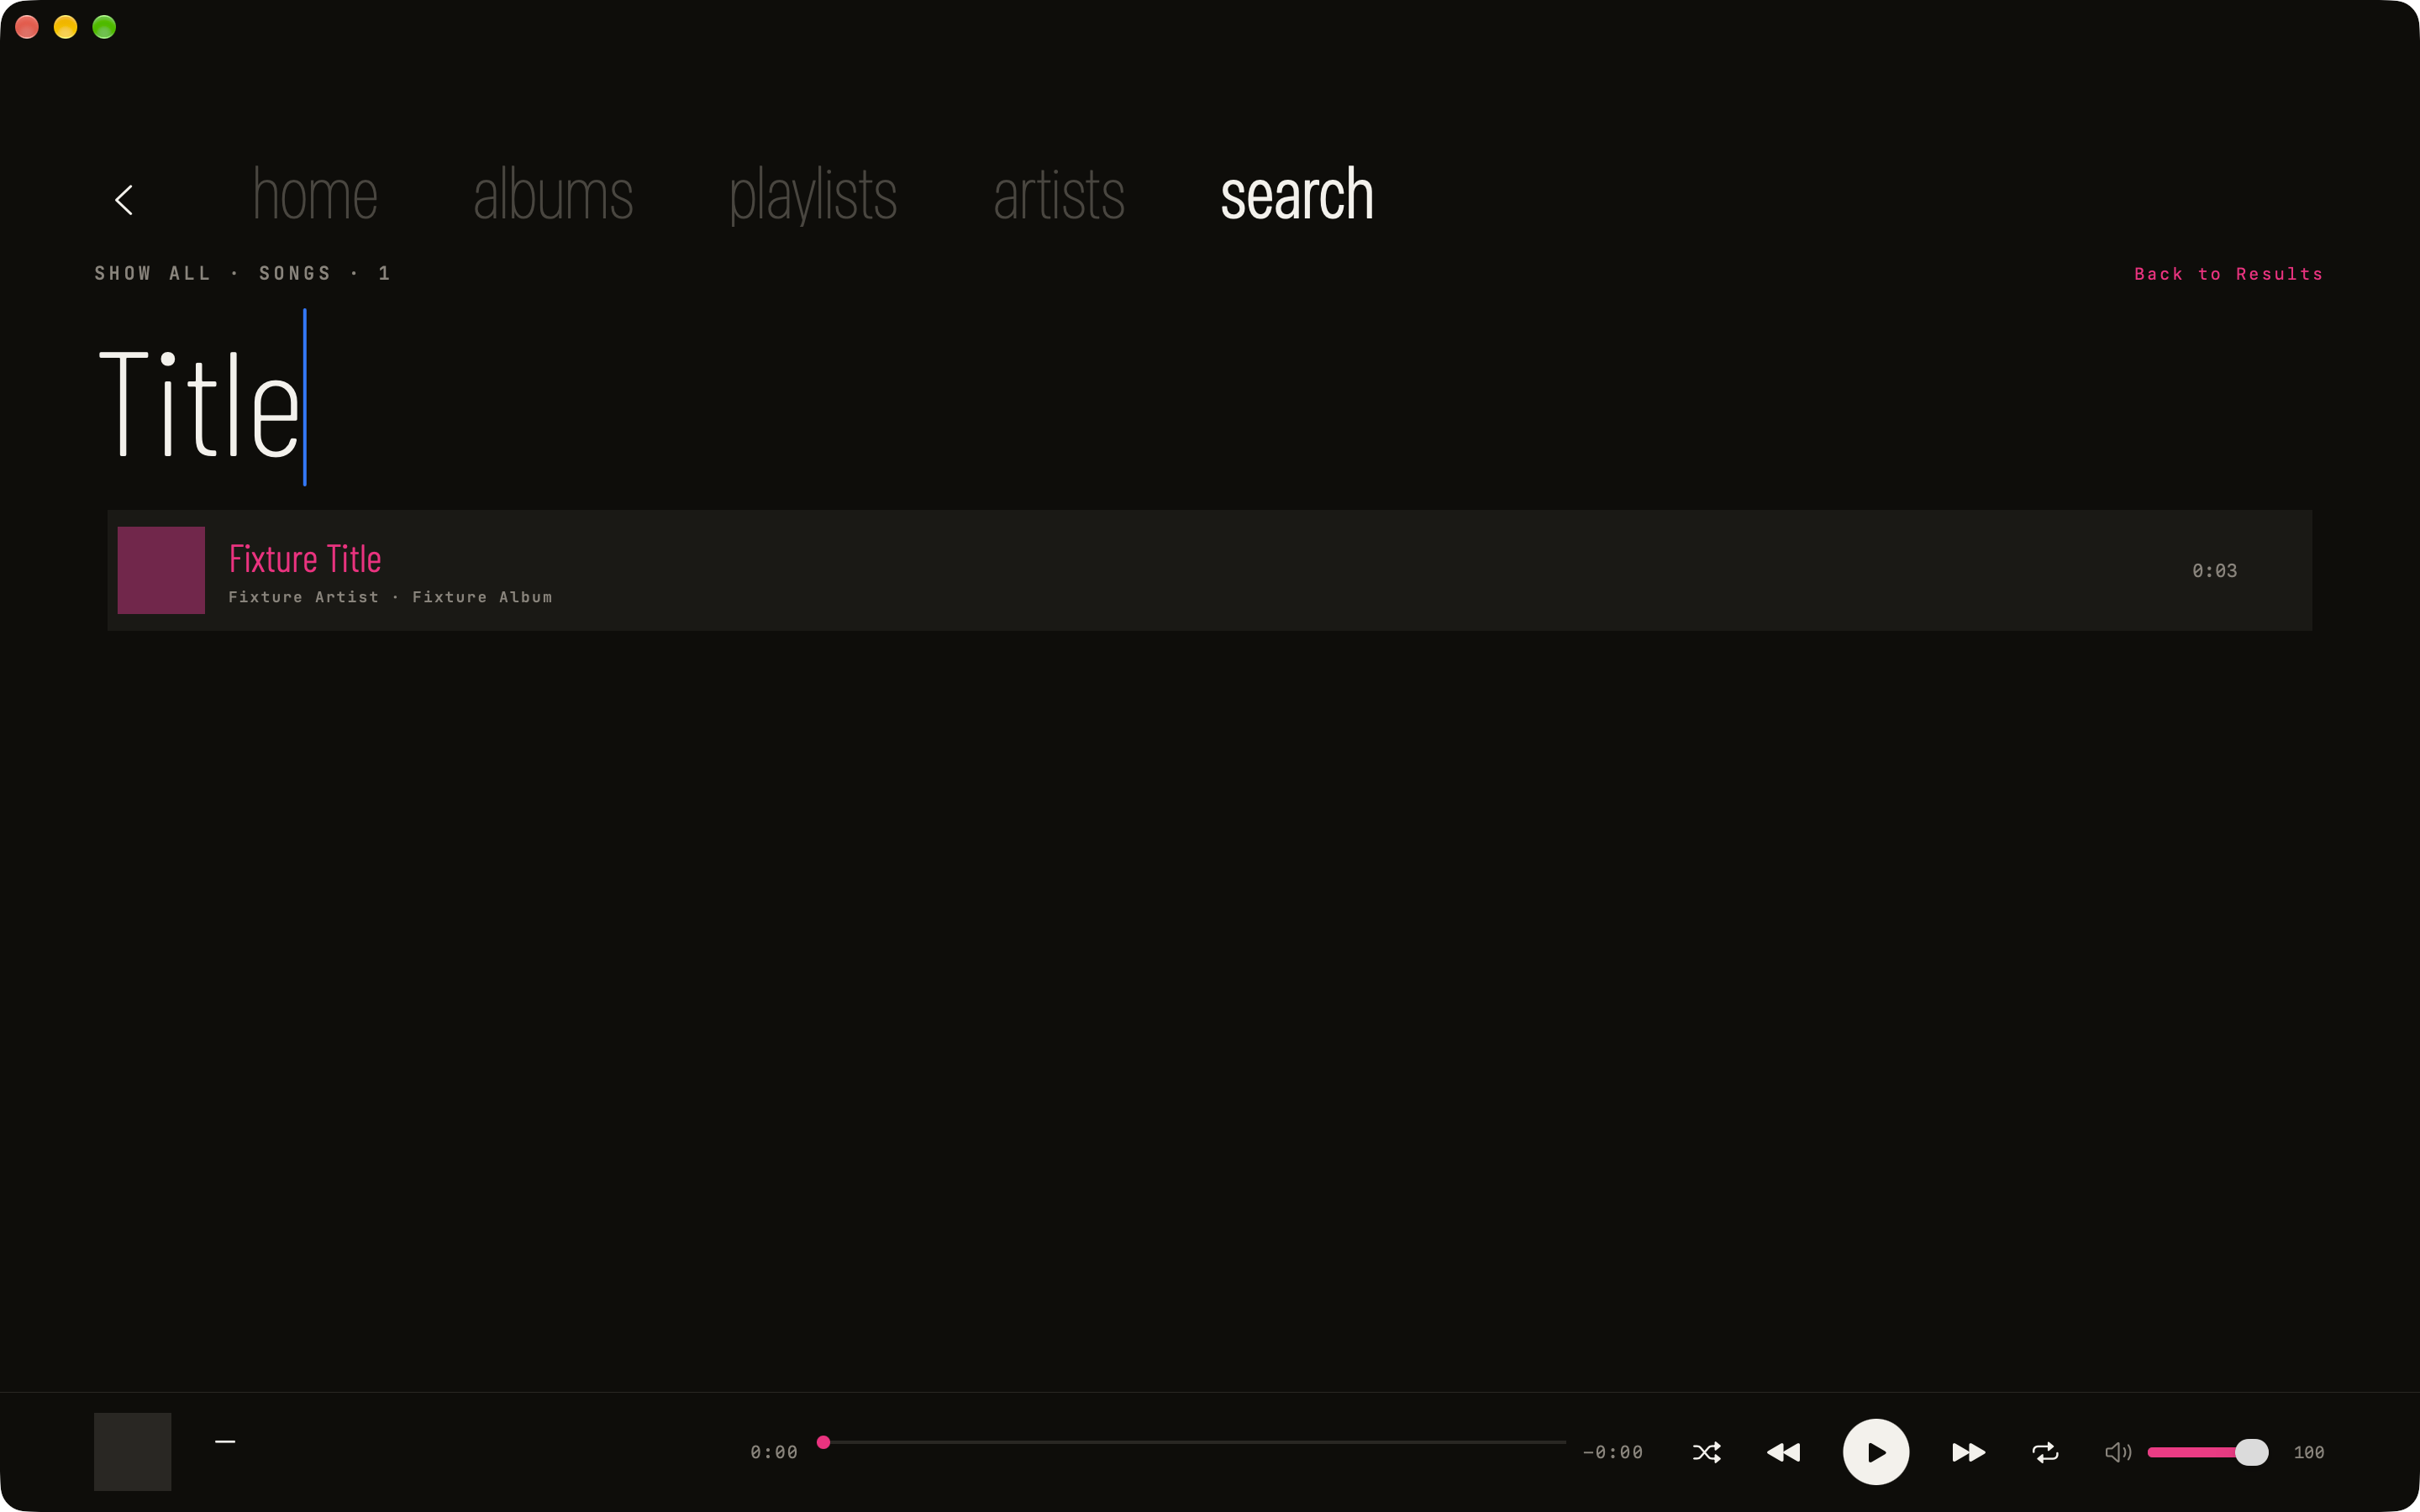 home albums playlists artists search
SHOW ALL · SONGS · 1
Back to Results
Title
Fixture Title
Fixture Artist · Fixture Album
0:03
—
0:00
−0:00
100